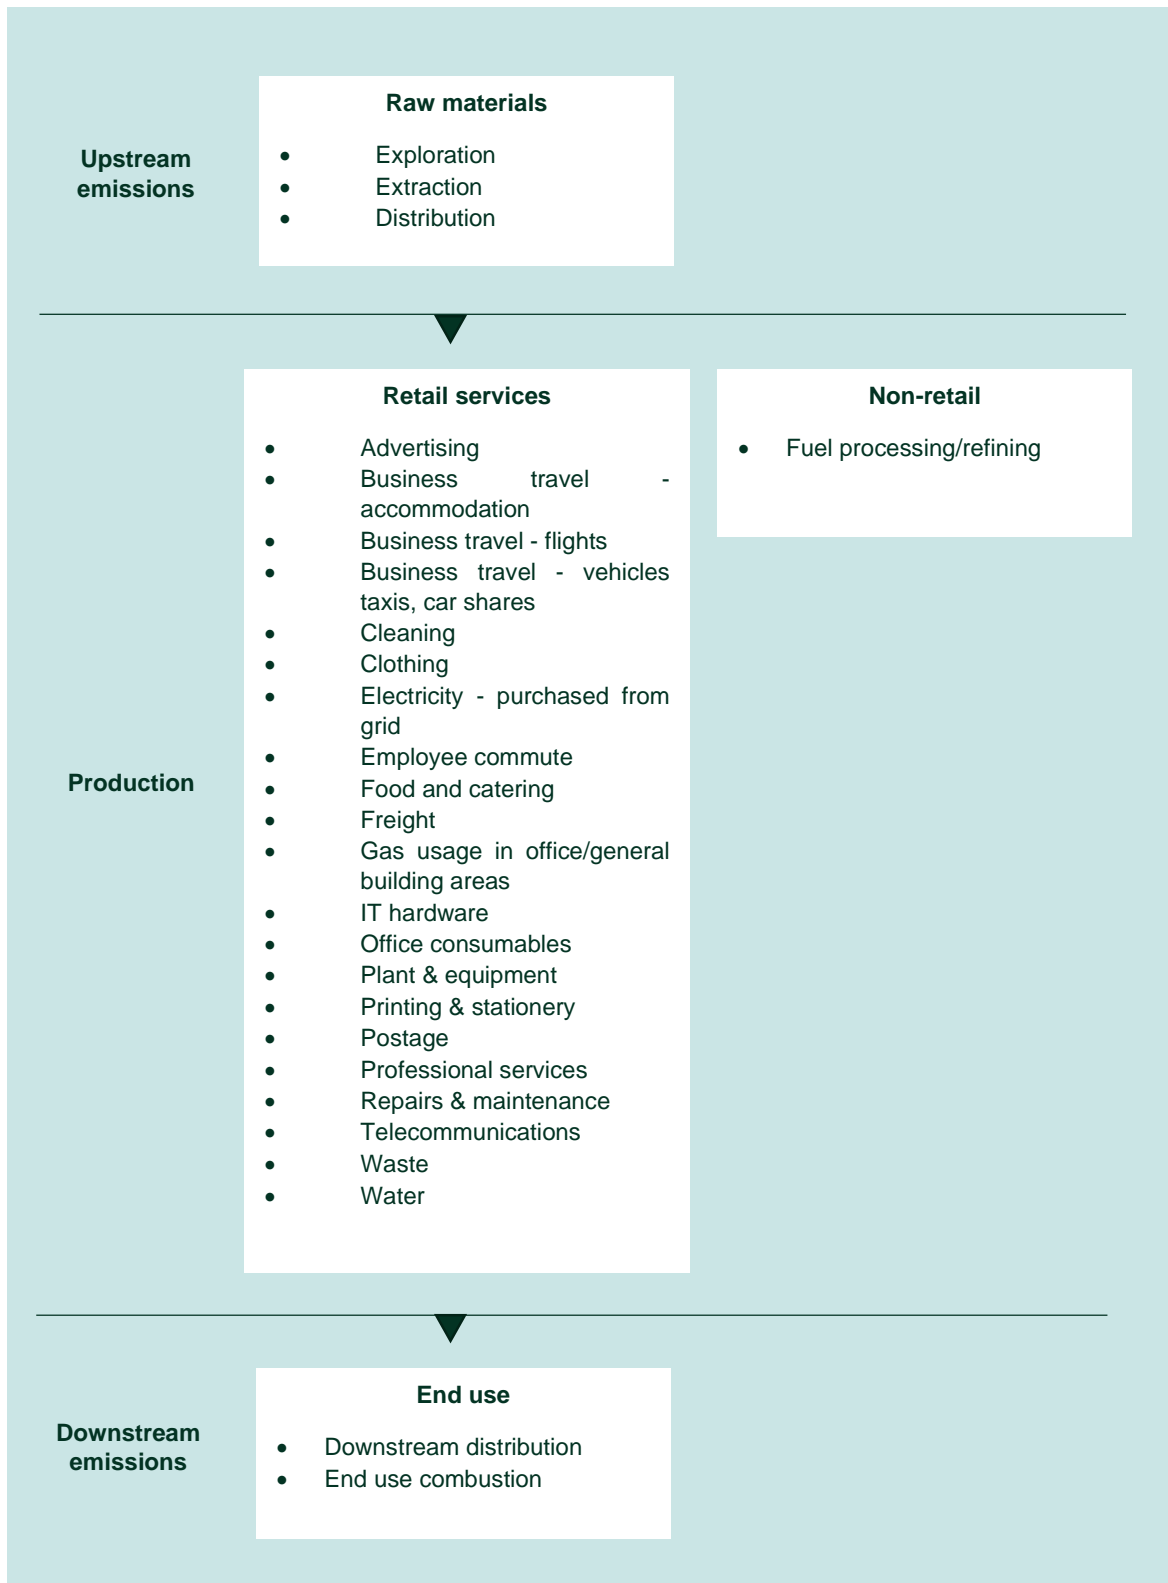 Raw materials
Upstream
emissions
• Exploration
• Extraction
• Distribution
Retail services
• Advertising
• Business travel -
accommodation
• Business travel - flights
• Business travel - vehicles
taxis, car shares
• Cleaning
• Clothing
• Electricity - purchased from
grid
• Employee commute
• Food and catering
• Freight
• Gas usage in office/general
building areas
• IT hardware
• Office consumables
• Plant & equipment
• Printing & stationery
• Postage
• Professional services
• Repairs & maintenance
• Telecommunications
• Waste
• Water
Non-retail
• Fuel processing/refining
Production
End use
Downstream
emissions
• Downstream distribution
• End use combustion